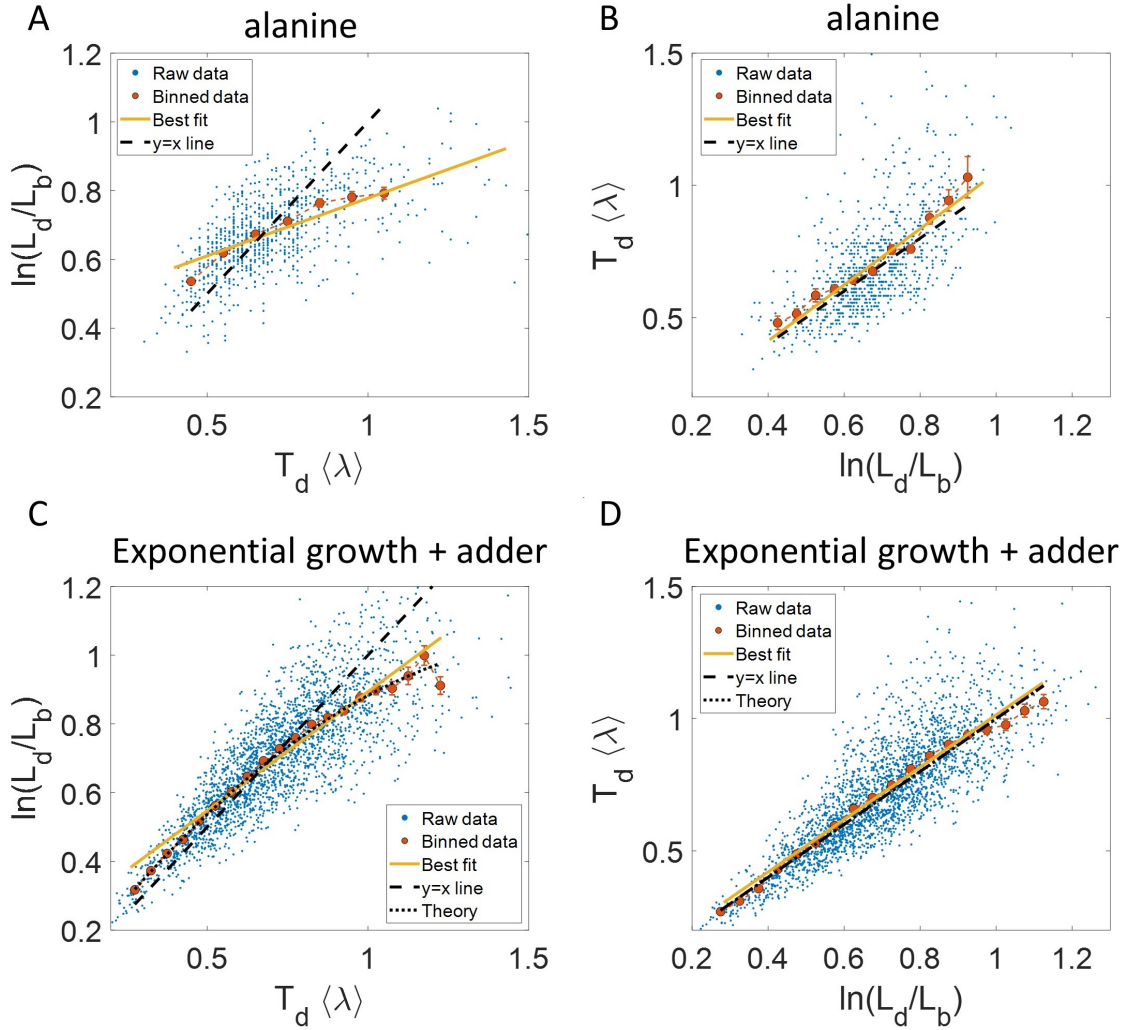 A
alanine
1.2
1
0.8
0.6
0.4
0.2
ln(L_d/L_b)
Raw data
Binned data
Best fit
y=x line
0.5
1
1.5
T_d ⟨λ⟩
B
alanine
1.5
1
0.5
T_d ⟨λ⟩
Raw data
Binned data
Best fit
y=x line
0.2
0.4
0.6
0.8
1
1.2
ln(L_d/L_b)
C
Exponential growth + adder
1.2
1
0.8
0.6
0.4
0.2
ln(L_d/L_b)
Raw data
Binned data
Best fit
y=x line
Theory
0.5
1
1.5
T_d ⟨λ⟩
D
Exponential growth + adder
1.5
1
0.5
T_d ⟨λ⟩
Raw data
Binned data
Best fit
y=x line
Theory
0.2
0.4
0.6
0.8
1
1.2
ln(L_d/L_b)